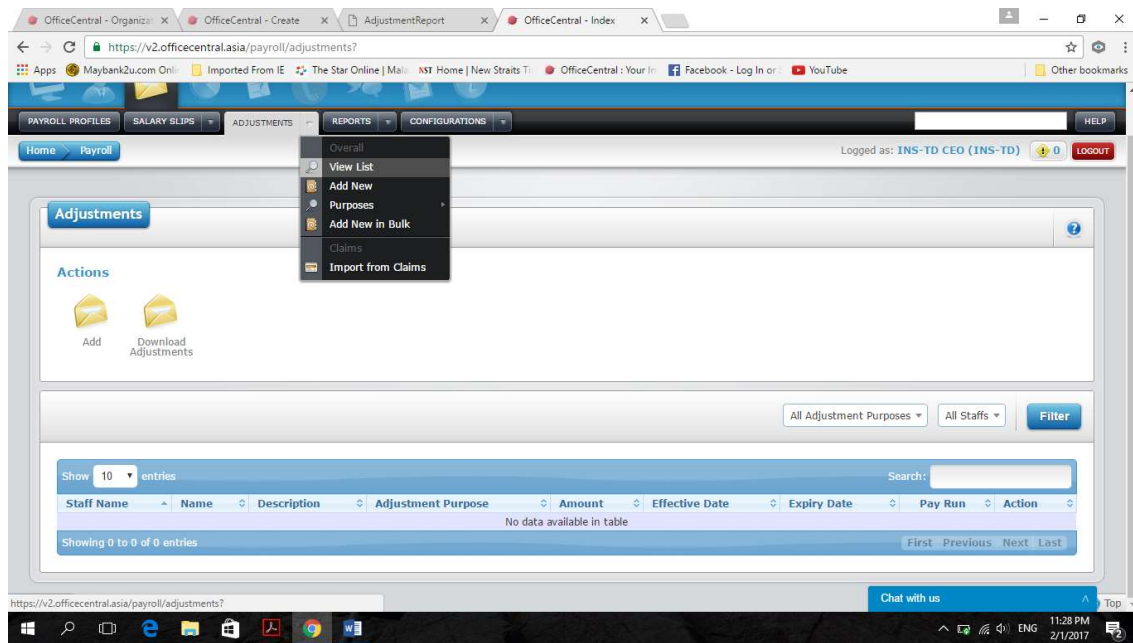 OfficeCentral - Organizat OfficeCentral - Create AdjustmentReport OfficeCentral - Index
https://v2.officecentral.asia/payroll/adjustments?
Apps Maybank2u.com Onli Imported From IE The Star Online | Mala NST Home | New Straits T OfficeCentral : Your In Facebook - Log In or YouTube Other bookmarks
PAYROLL PROFILES SALARY SLIPS ADJUSTMENTS REPORTS CONFIGURATIONS HELP
Home Payroll Logged as: INS-TD CEO (INS-TD) 0 LOGOUT
Overall
View List
Add New
Purposes
Add New in Bulk
Claims
Import from Claims
Adjustments
Actions
Add Download
Adjustments
All Adjustment Purposes All Staffs Filter
Show 10 entries Search:
Staff Name Name Description Adjustment Purpose Amount Effective Date Expiry Date Pay Run Action
No data available in table
Showing 0 to 0 of 0 entries First Previous Next Last
https://v2.officecentral.asia/payroll/adjustments? Chat with us Top
ENG 11:28 PM
2/1/2017